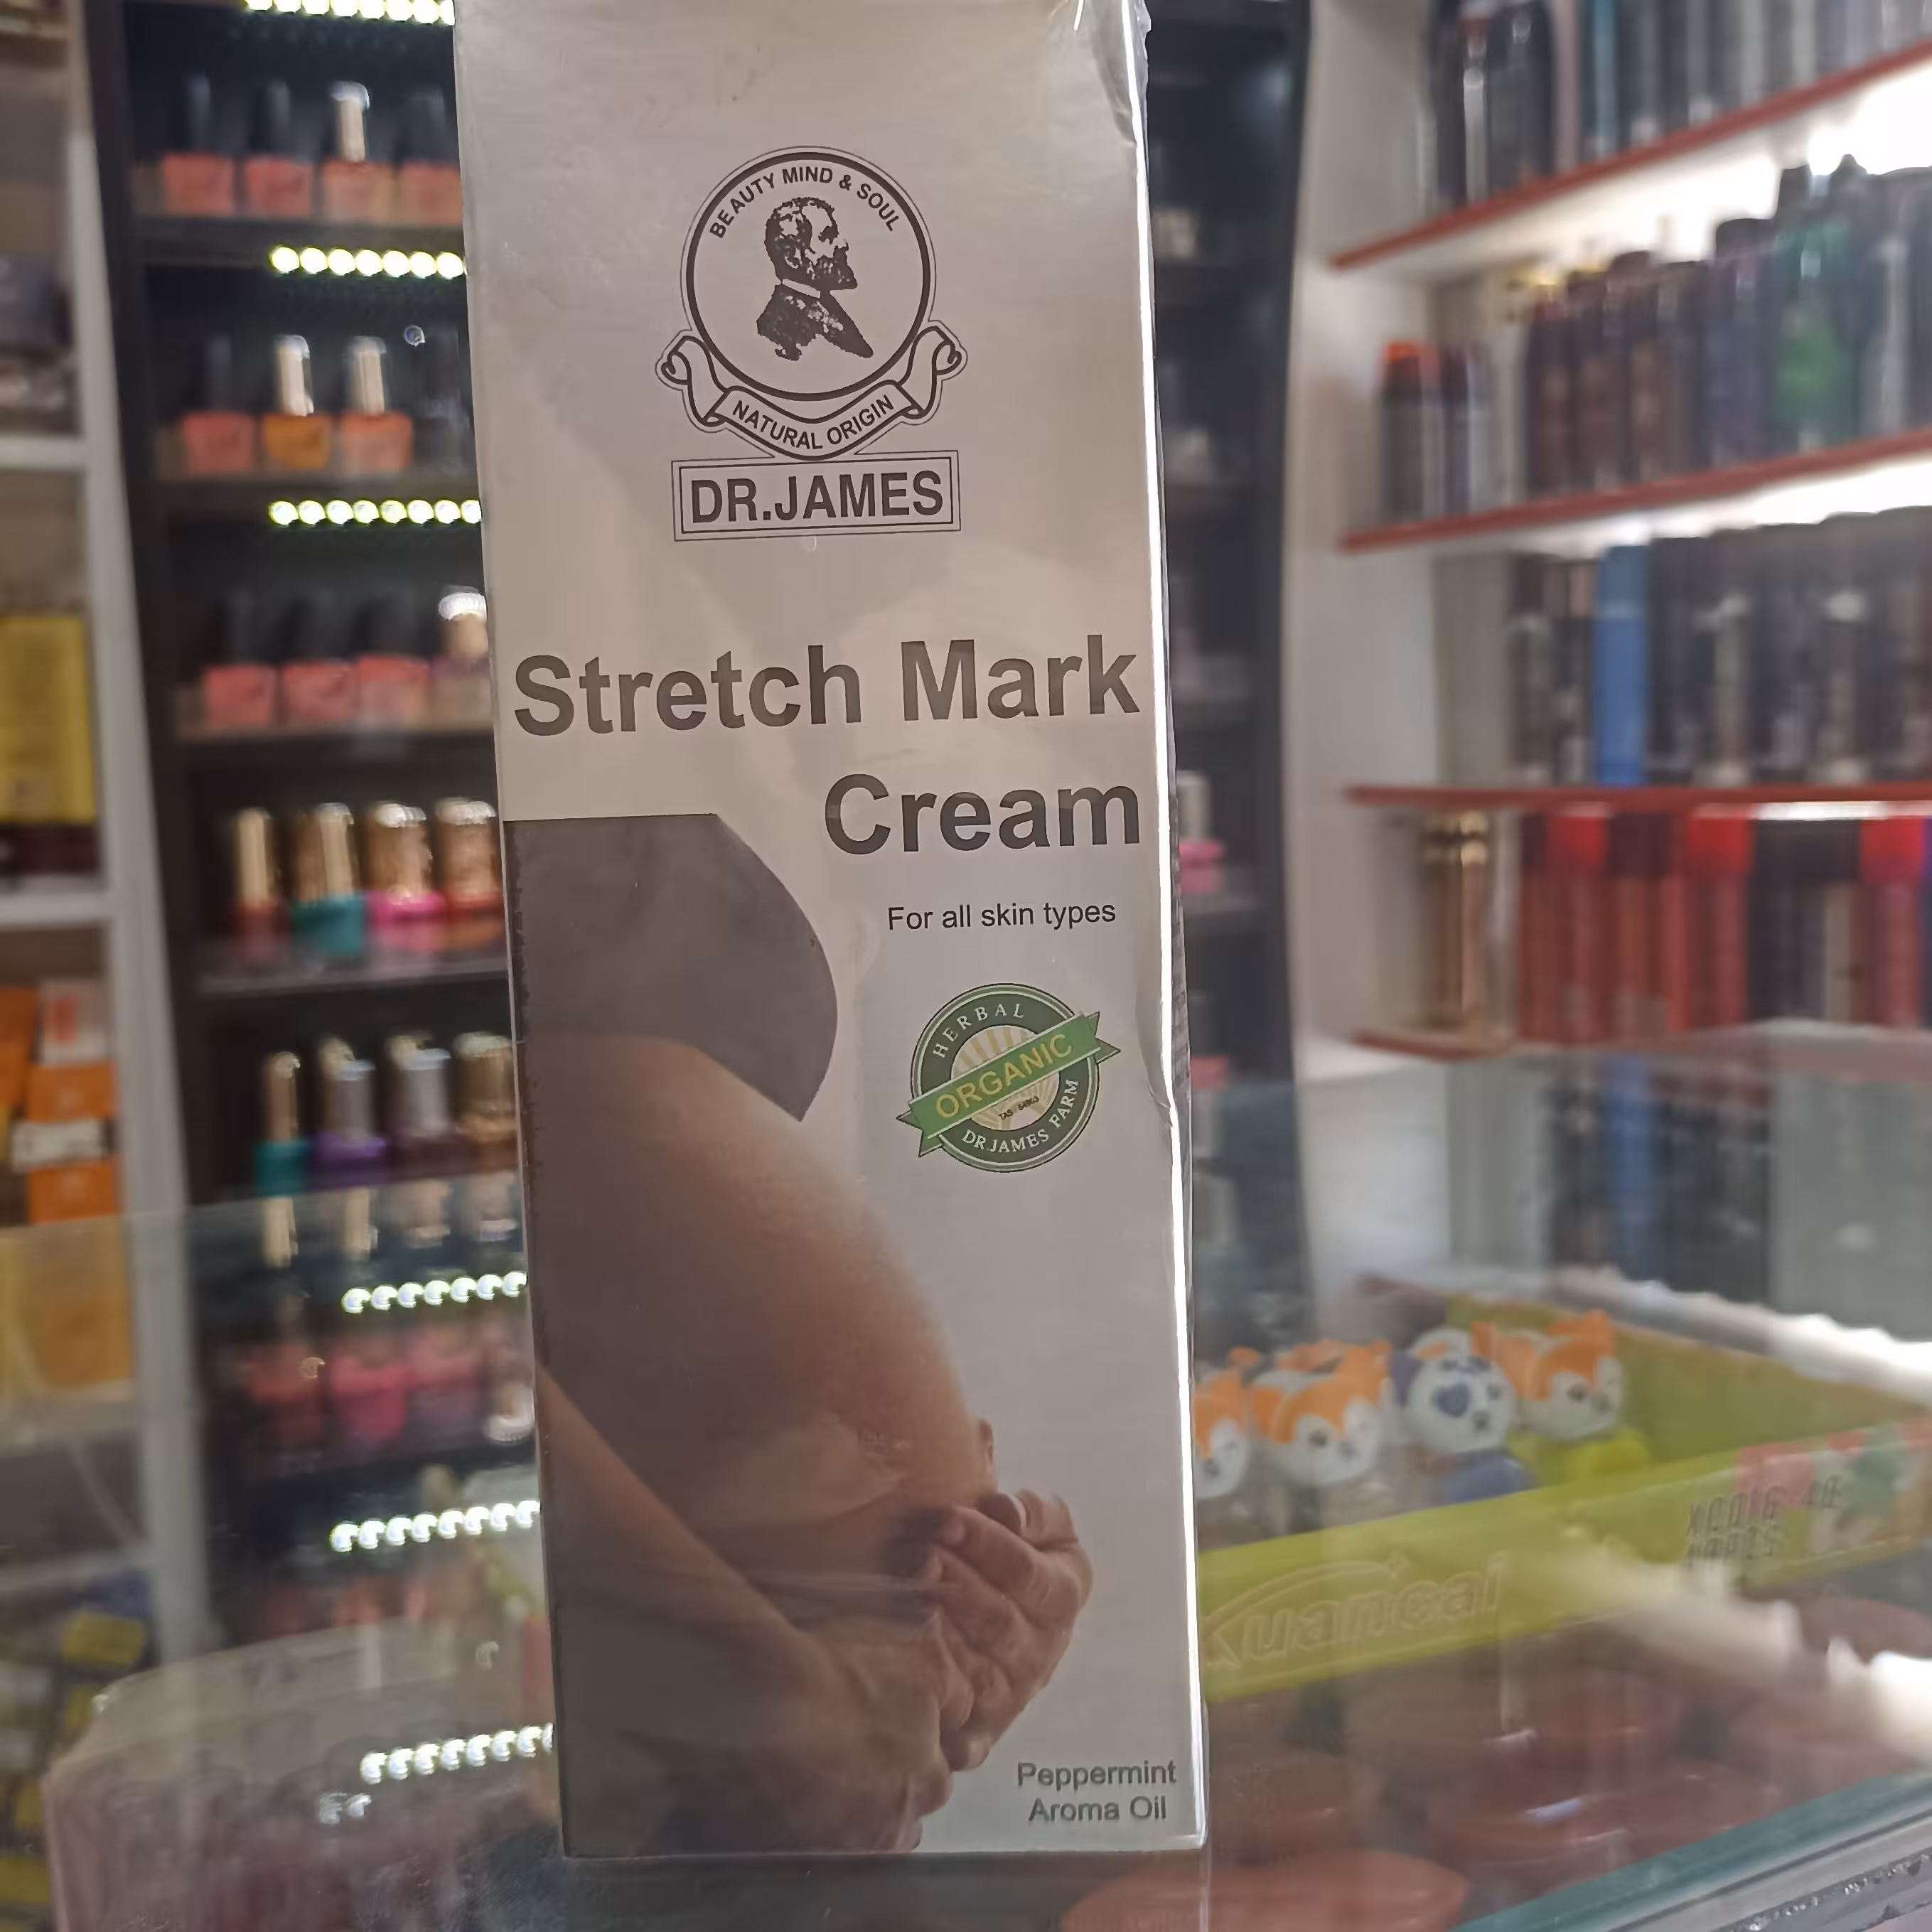 BEAUTY MIND & SOUL
NATURAL ORIGIN
DR.JAMES
Stretch Mark
Cream
For all skin types
HERBAL
ORGANIC
DR.JAMES FARM
Peppermint
Aroma Oil
uancai